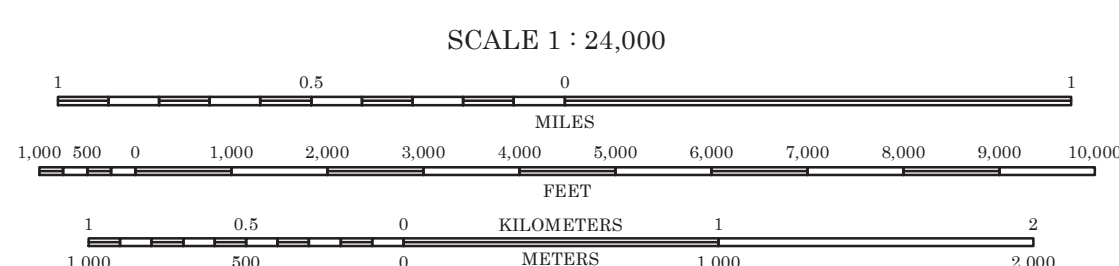 SCALE 1 : 24,000
1 0.5 0 1
MILES
1,000 500 0 1,000 2,000 3,000 4,000 5,000 6,000 7,000 8,000 9,000 10,000
FEET
1 0.5 0 KILOMETERS 1 2
1,000 500 0 METERS 1,000 2,000